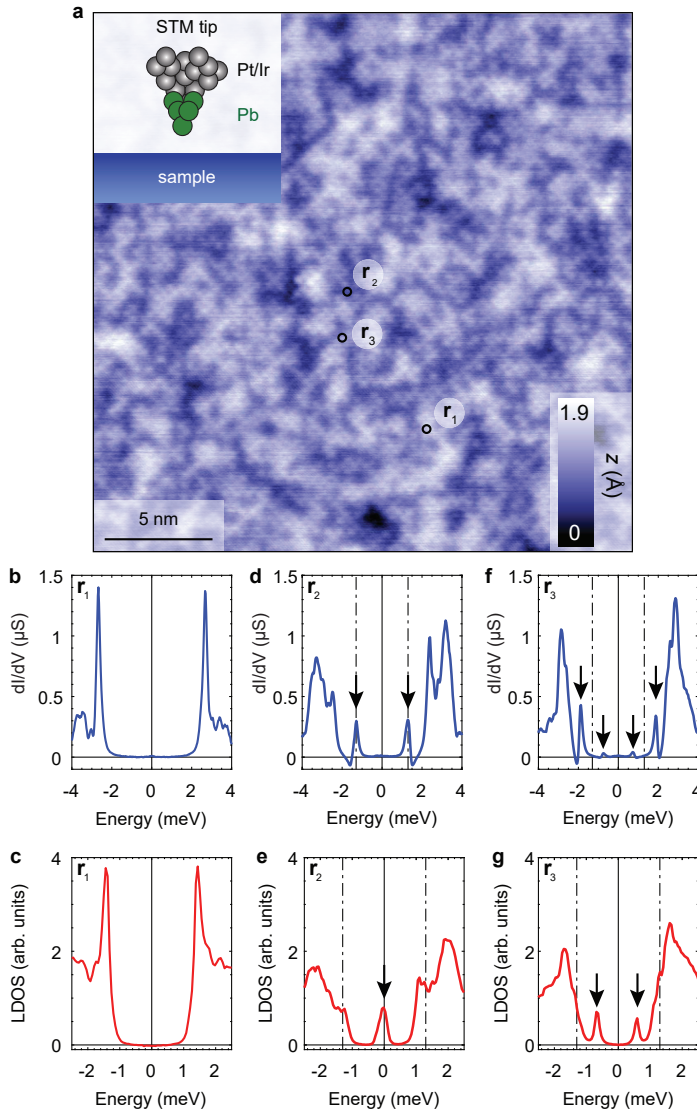 a
STM tip
Pt/Ir
Pb
sample
r2
r3
r1
1.9
z (Å)
0
5 nm
b
r1
dI/dV (µS)
1.5
1
0.5
0
-4 -2 0 2 4
Energy (meV)
d
r2
dI/dV (µS)
1.5
1
0.5
0
-4 -2 0 2 4
Energy (meV)
f
r3
dI/dV (µS)
1.5
1
0.5
0
-4 -2 0 2 4
Energy (meV)
c
r1
LDOS (arb. units)
4
2
0
-2 -1 0 1 2
Energy (meV)
e
r2
LDOS (arb. units)
4
2
0
-2 -1 0 1 2
Energy (meV)
g
r3
LDOS (arb. units)
4
2
0
-2 -1 0 1 2
Energy (meV)